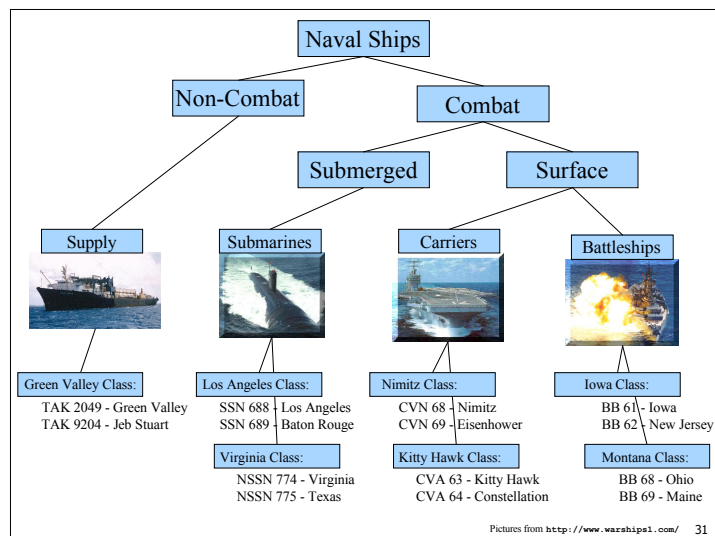 Naval Ships
Non-Combat
Combat
Submerged
Surface
Supply
Submarines
Carriers
Battleships
Green Valley Class:
TAK 2049 - Green Valley
TAK 9204 - Jeb Stuart
Los Angeles Class:
SSN 688 - Los Angeles
SSN 689 - Baton Rouge
Virginia Class:
NSSN 774 - Virginia
NSSN 775 - Texas
Nimitz Class:
CVN 68 - Nimitz
CVN 69 - Eisenhower
Kitty Hawk Class:
CVA 63 - Kitty Hawk
CVA 64 - Constellation
Iowa Class:
BB 61 - Iowa
BB 62 - New Jersey
Montana Class:
BB 68 - Ohio
BB 69 - Maine
Pictures from http://www.warships1.com/ 31